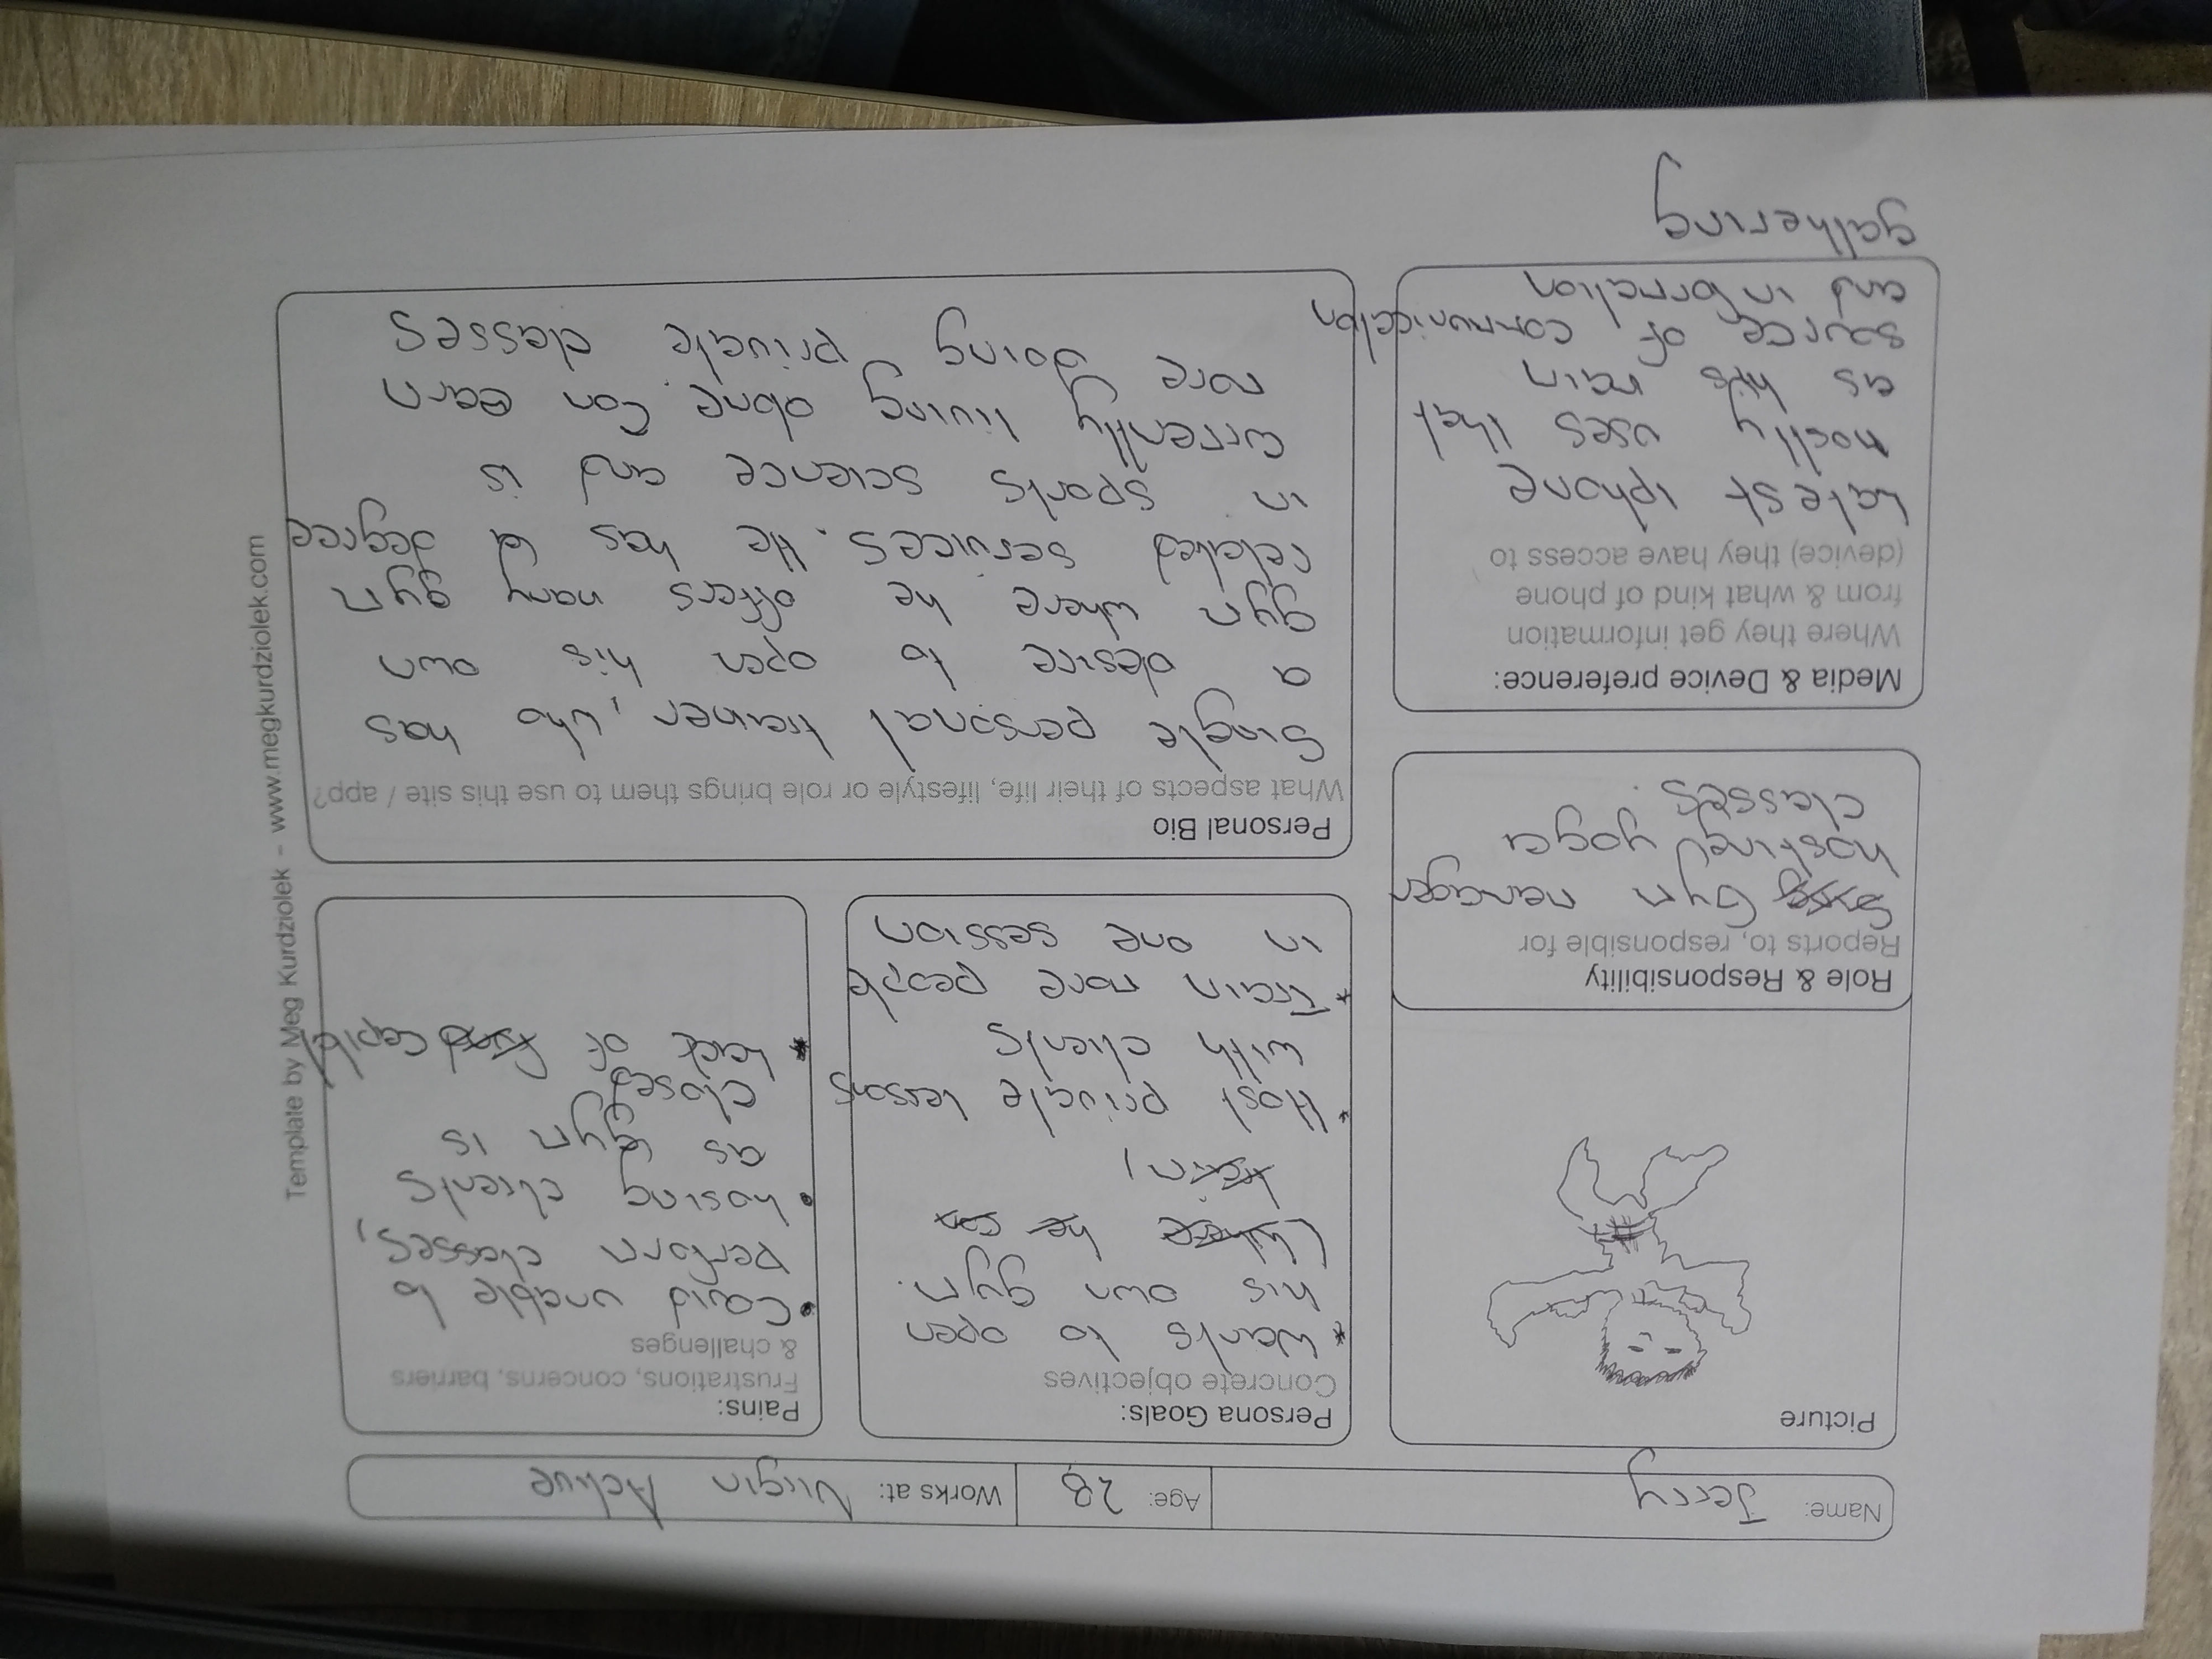 Name: Jerry Age: 28 Works at: Virgin Active
Picture
Role & Responsibility
Reports to, responsible for
Gym manager
hosting yoga
classes.
Media & Device preference:
Where they get information
from & what kind of phone
(device) they have access to
Latest iphone
mostly uses that
as his main
source of communication
and information
gathering
Persona Goals:
Concrete objectives
* Wants to open
his own gym.
(where he can
train)
* Host private lessons
with clients
* Train more people
in one session
Pains:
Frustrations, concerns, barriers
& challenges
• Covid unable to
perform classes,
• losing clients
as gym is
closed
* Lack of fund capital
Personal Bio
What aspects of their life, lifestyle or role brings them to use this site / app?
Single personal trainer, who has
a desire to open his own
gym where he offers many gym
related services. He has a degree
in sports science and is
currently living alone. Can earn
more doing private classes
Template by Meg Kurdziolek - www.megkurdziolek.com